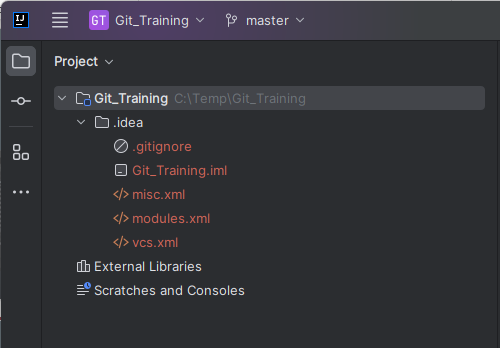 IJ GT Git_Training master
Project
Git_Training C:\Temp\Git_Training
.idea
.gitignore
Git_Training.iml
misc.xml
modules.xml
vcs.xml
External Libraries
Scratches and Consoles